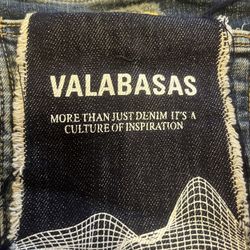 VALABASAS
MORE THAN JUST DENIM IT'S A
CULTURE OF INSPIRATION